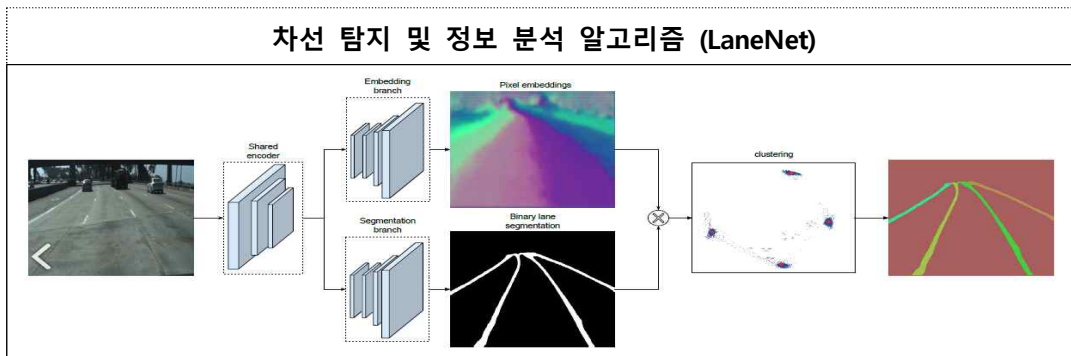 차선 탐지 및 정보 분석 알고리즘 (LaneNet)
Embedding
branch
Pixel embeddings
Shared
encoder
clustering
Segmentation
branch
Binary lane
segmentation